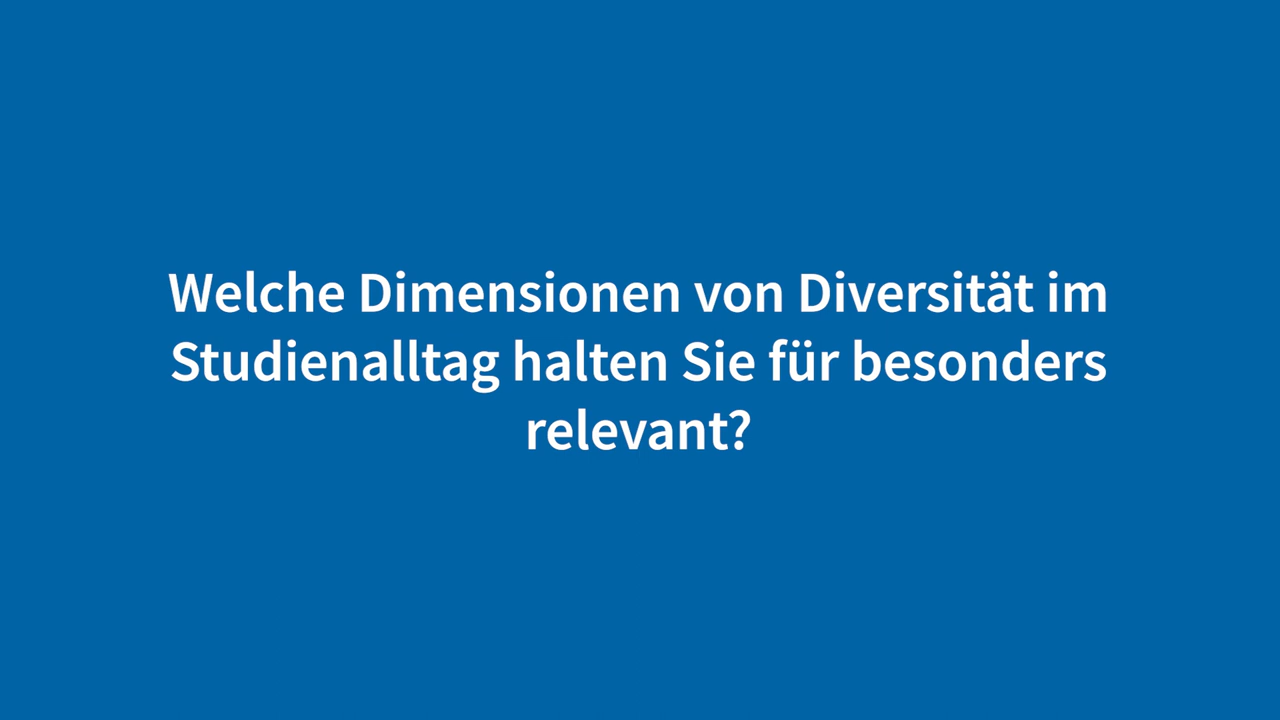 Welche Dimensionen von Diversität im
Studienalltag halten Sie für besonders
relevant?